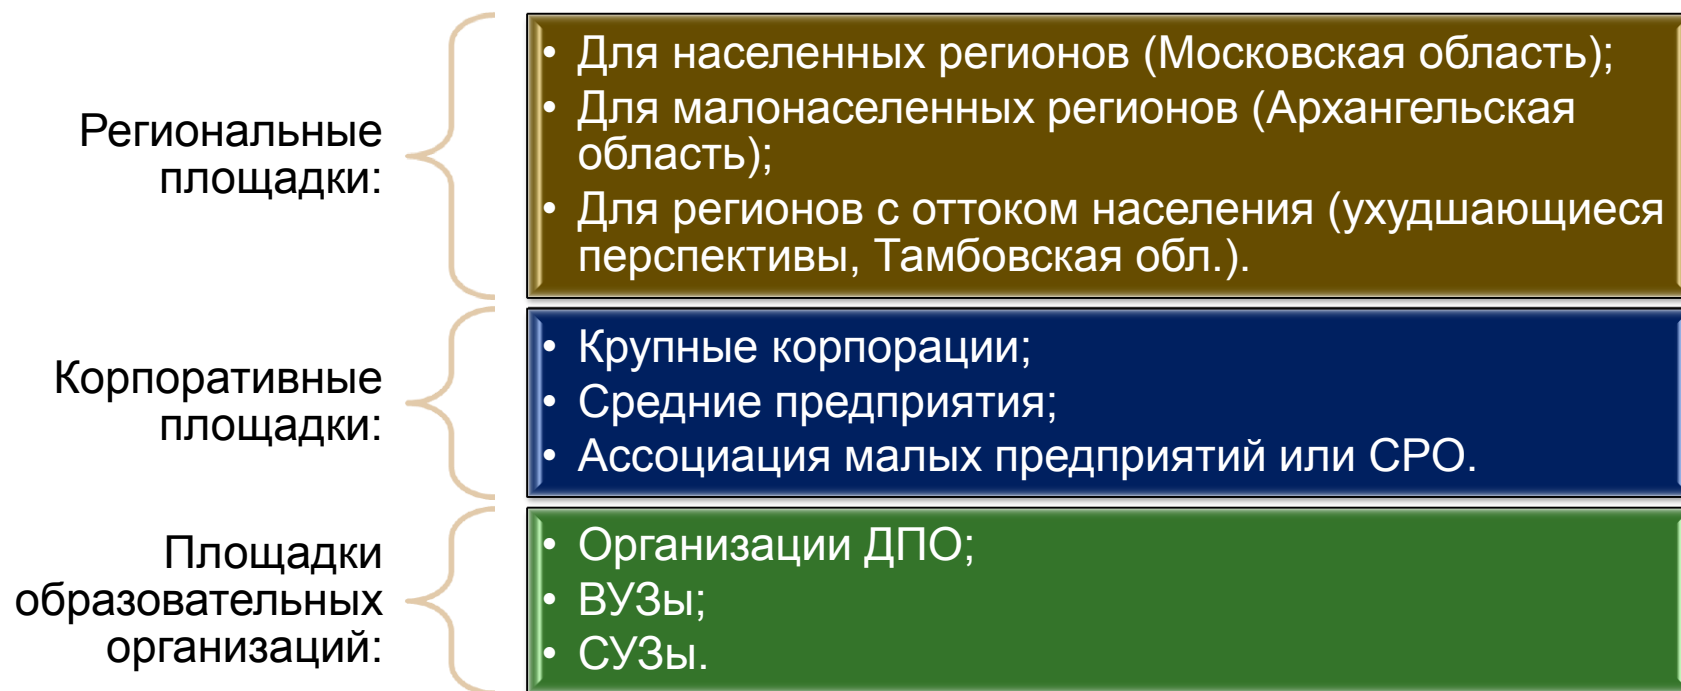 Региональные
площадки:
• Для населенных регионов (Московская область);
• Для малонаселенных регионов (Архангельская
область);
• Для регионов с оттоком населения (ухудшающиеся
перспективы, Тамбовская обл.).
Корпоративные
площадки:
• Крупные корпорации;
• Средние предприятия;
• Ассоциация малых предприятий или СРО.
Площадки
образовательных
организаций:
• Организации ДПО;
• ВУЗы;
• СУЗы.